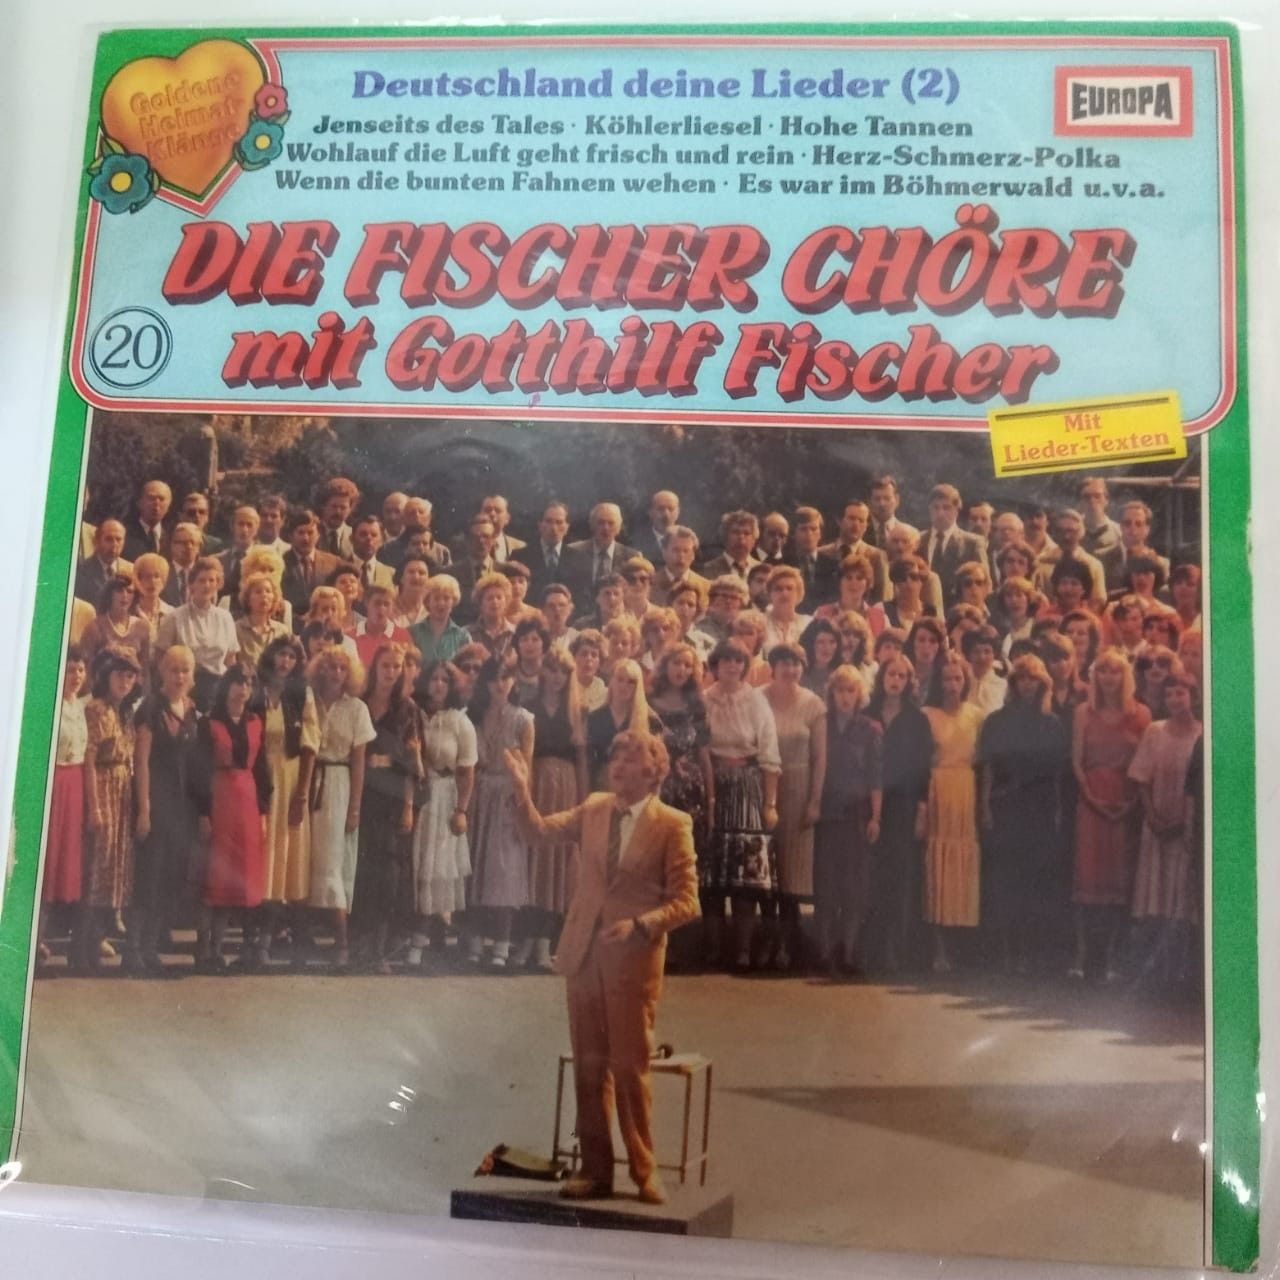 Goldene
Heimat-
Klänge
Deutschland deine Lieder (2)
EUROPA
Jenseits des Tales · Köhlerliesel · Hohe Tannen
Wohlauf die Luft geht frisch und rein · Herz-Schmerz-Polka
Wenn die bunten Fahnen wehen · Es war im Böhmerwald u.v.a.
DIE FISCHER CHÖRE
mit Gotthilf Fischer
20
Mit
Lieder-Texten